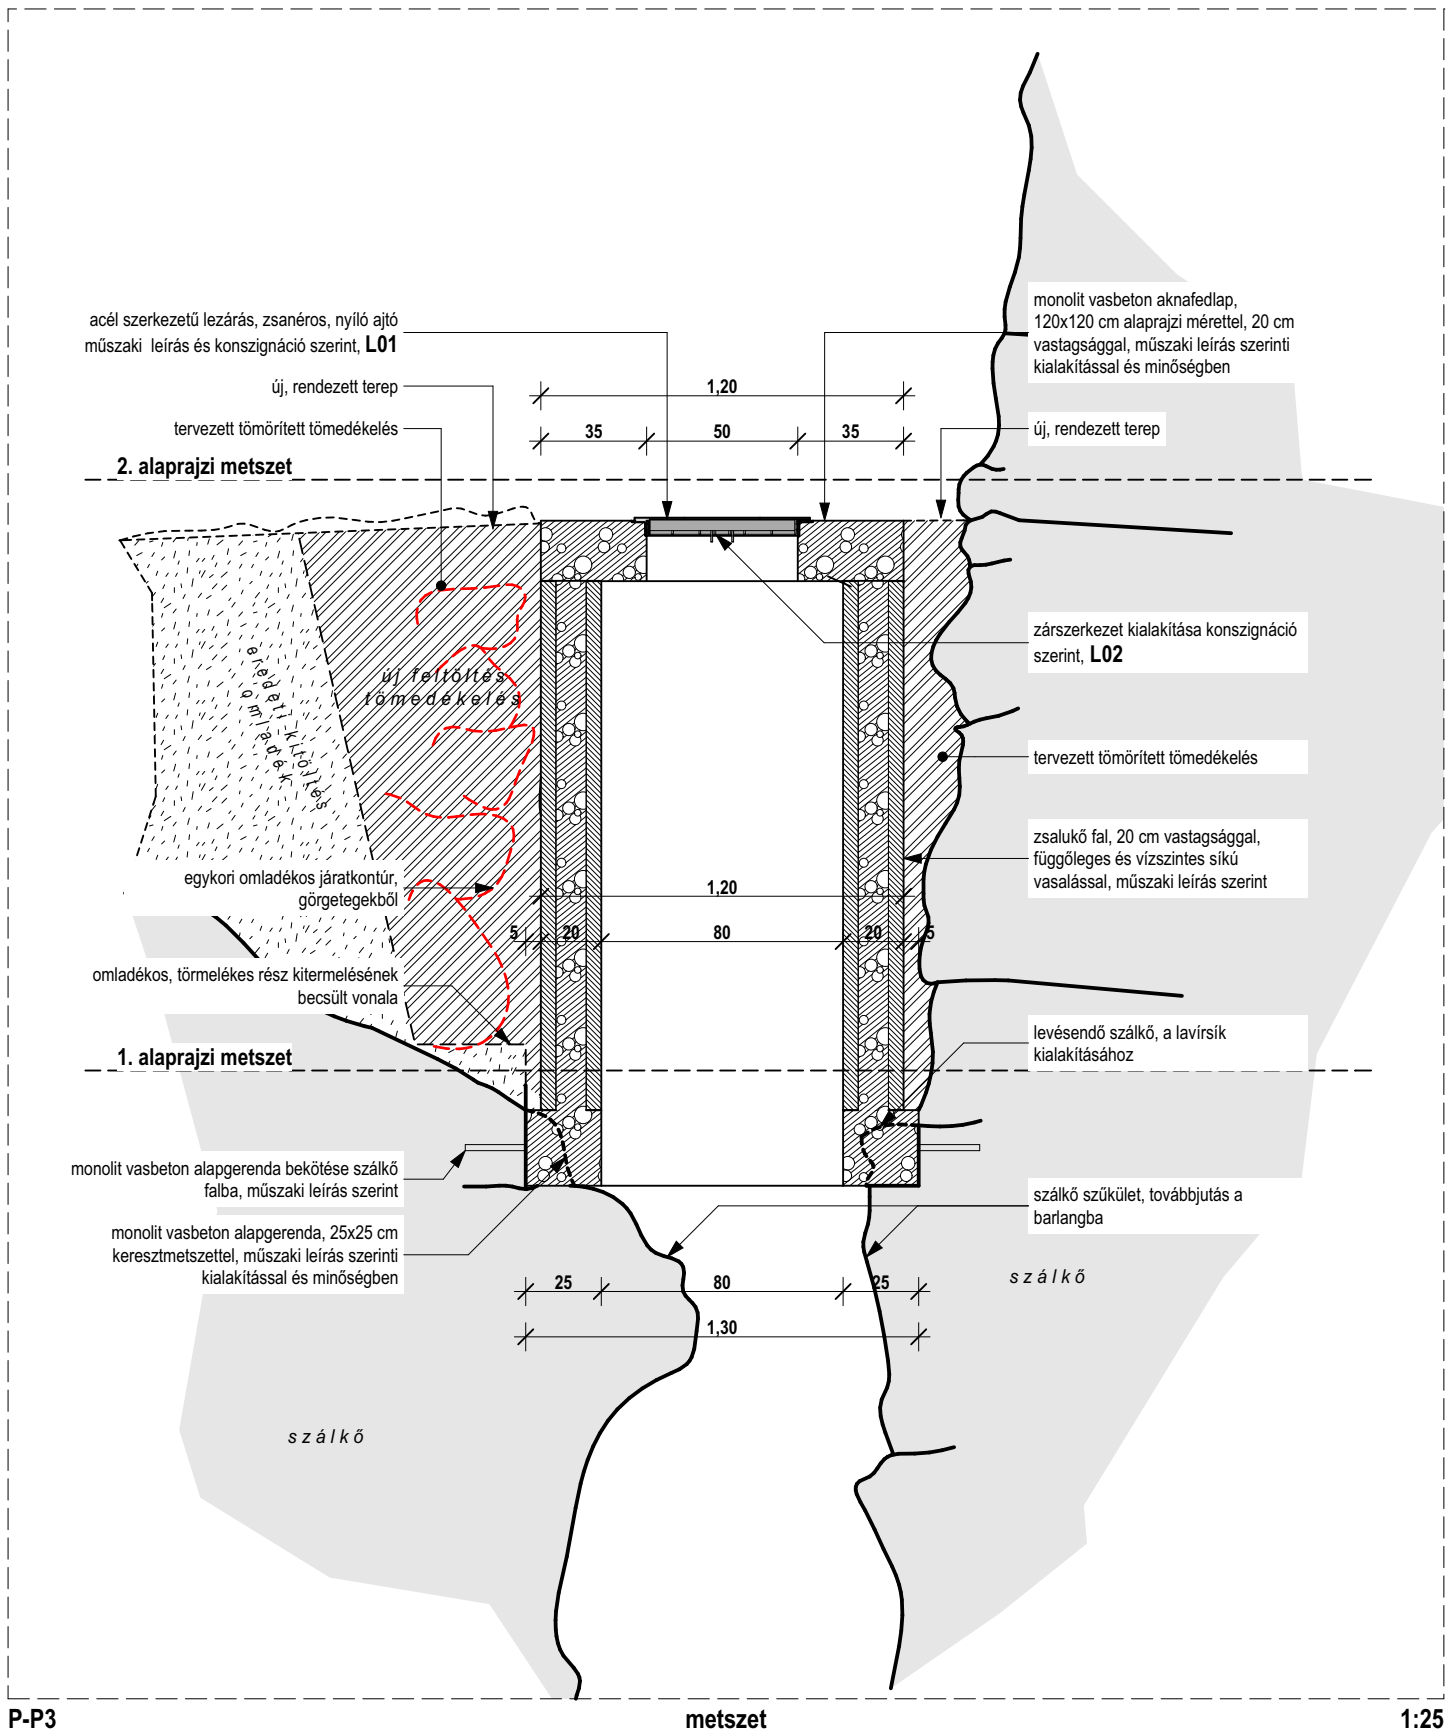 acél szerkezetű lezárás, zsanéros, nyíló ajtó
műszaki leírás és konszignáció szerint, L01
új, rendezett terep
tervezett tömörített tömedékelés
2. alaprajzi metszet
monolit vasbeton aknafedlap,
120x120 cm alaprajzi mérettel, 20 cm
vastagsággal, műszaki leírás szerinti
kialakítással és minőségben
új, rendezett terep
1,20
35
50
35
zárszerkezet kialakítása konszignáció
szerint, L02
eredeti kitöltés
omladék
új feltöltés
tömedékelés
tervezett tömörített tömedékelés
zsalukő fal, 20 cm vastagsággal,
függőleges és vízszintes síkú
vasalással, műszaki leírás szerint
egykori omladékos járatkontúr,
görgetegekből
1,20
5
20
80
20
5
omladékos, törmelékes rész kitermelésének
becsült vonala
1. alaprajzi metszet
levésendő szálkő, a lavírsík
kialakításához
monolit vasbeton alapgerenda bekötése szálkő
falba, műszaki leírás szerint
monolit vasbeton alapgerenda, 25x25 cm
keresztmetszettel, műszaki leírás szerinti
kialakítással és minőségben
szálkő szűkület, továbbjutás a
barlangba
25
80
25
1,30
szálkő
szálkő
P-P3
metszet
1:25